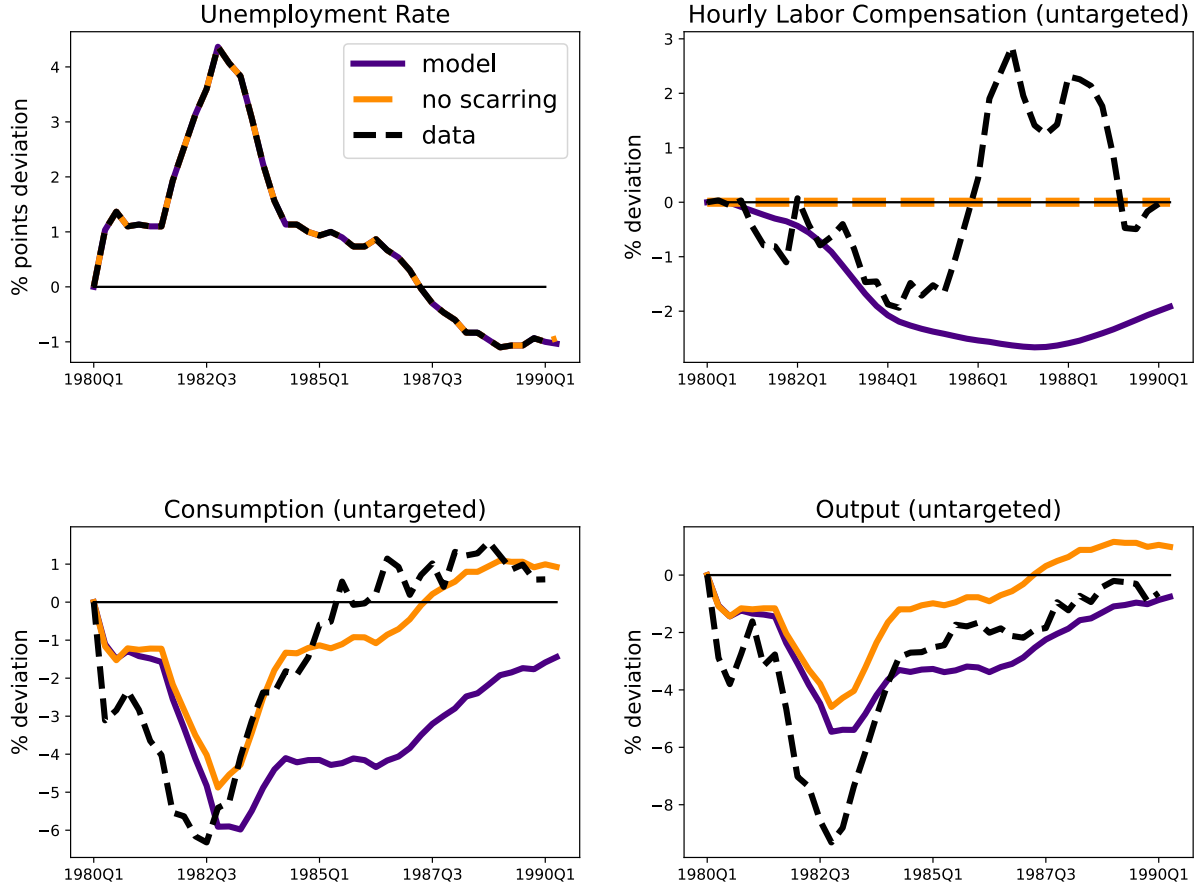 Unemployment Rate
% points deviation
4
3
2
1
0
−1
model
no scarring
data
1980Q1
1982Q3
1985Q1
1987Q3
1990Q1
Hourly Labor Compensation (untargeted)
% deviation
3
2
1
0
−1
−2
1980Q1
1982Q1
1984Q1
1986Q1
1988Q1
1990Q1
Consumption (untargeted)
% deviation
1
0
−1
−2
−3
−4
−5
−6
1980Q1
1982Q3
1985Q1
1987Q3
1990Q1
Output (untargeted)
% deviation
0
−2
−4
−6
−8
1980Q1
1982Q3
1985Q1
1987Q3
1990Q1